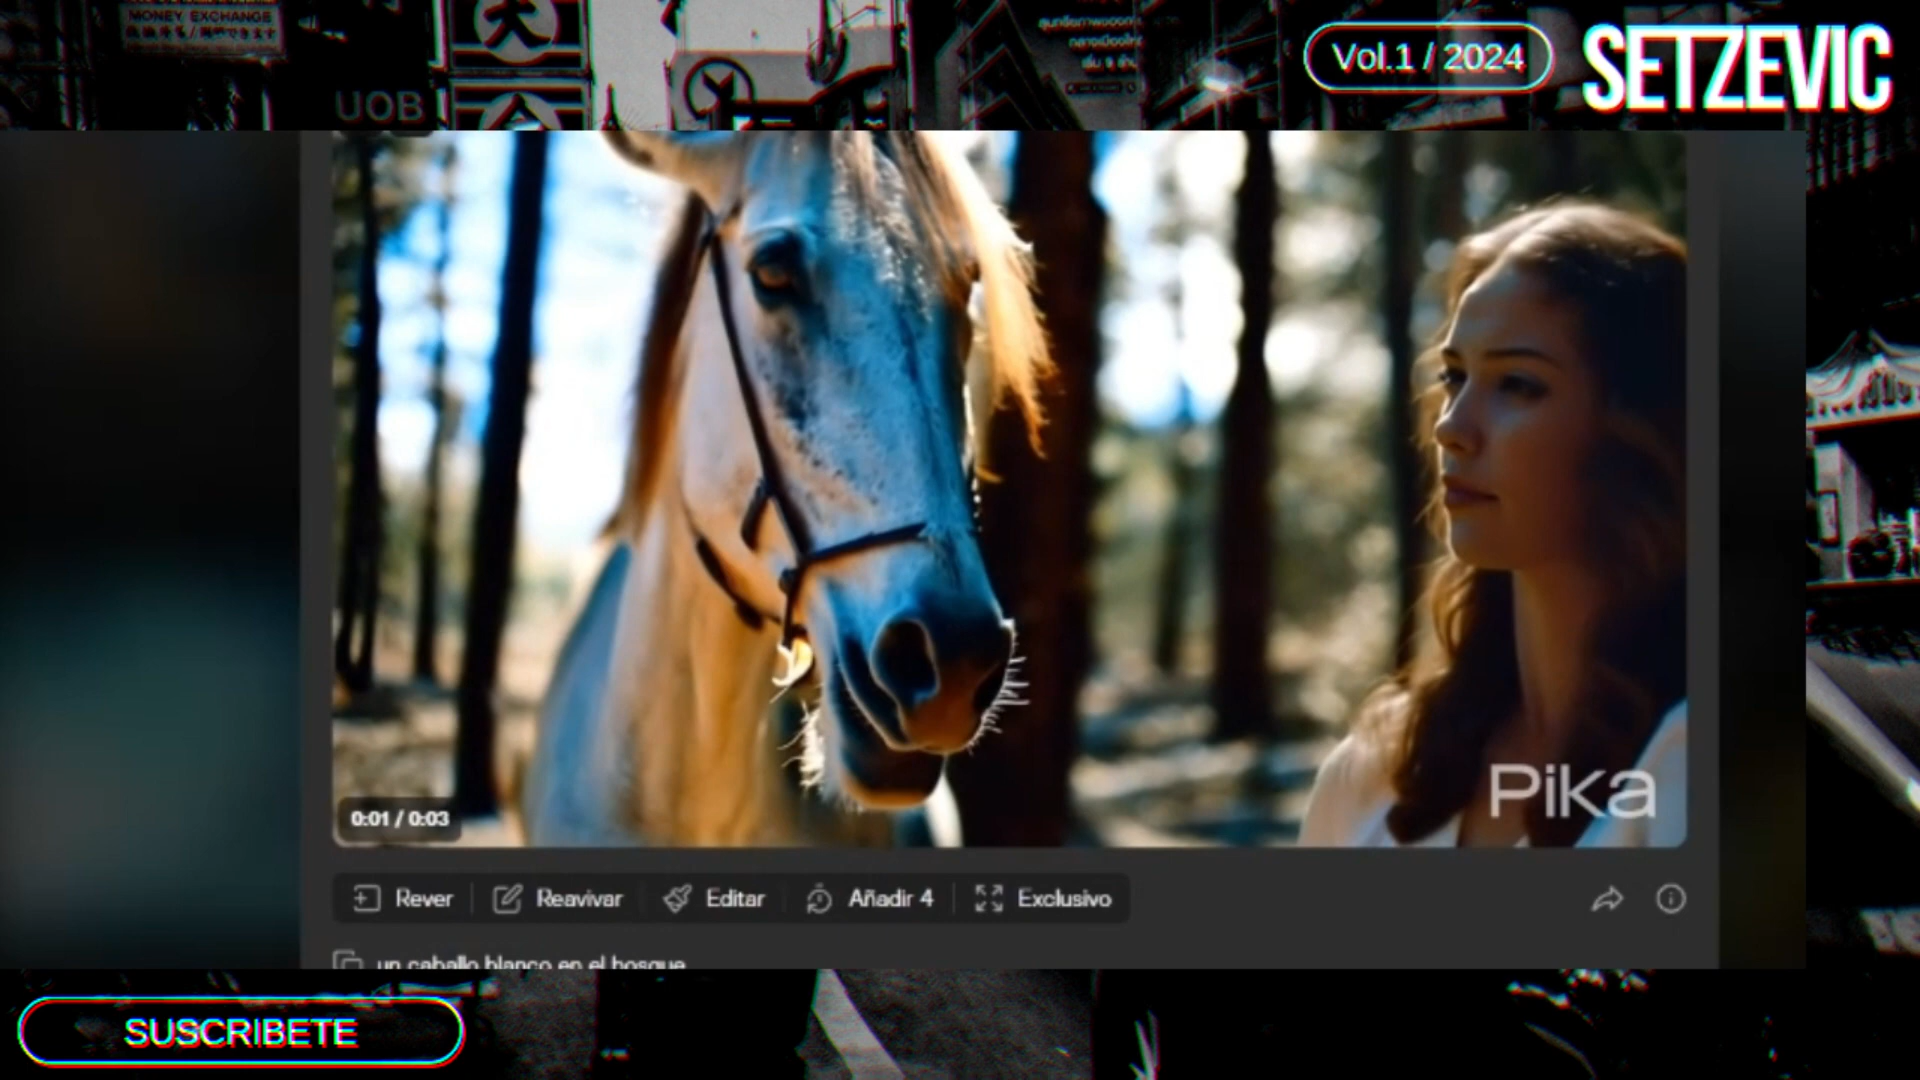 MONEY EXCHANGE
UOB
大
Vol.1 / 2024
SETZEVIC
Pika
0:01 / 0:03
Rever
Reavivar
Editar
Añadir 4
Exclusivo
un caballo blanco en el bosque
SUSCRIBETE